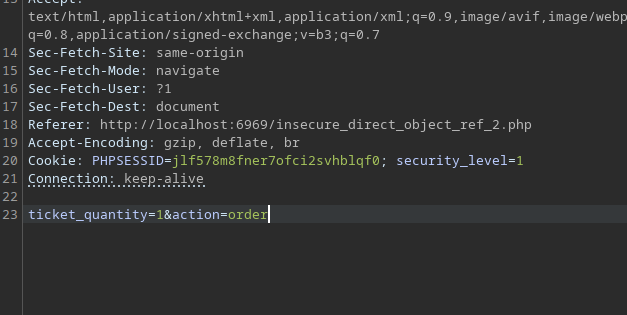 13 Accept:
text/html,application/xhtml+xml,application/xml;q=0.9,image/avif,image/webp
q=0.8,application/signed-exchange;v=b3;q=0.7
14 Sec-Fetch-Site: same-origin
15 Sec-Fetch-Mode: navigate
16 Sec-Fetch-User: ?1
17 Sec-Fetch-Dest: document
18 Referer: http://localhost:6969/insecure_direct_object_ref_2.php
19 Accept-Encoding: gzip, deflate, br
20 Cookie: PHPSESSID=jlf578m8fner7ofci2svhblqf0; security_level=1
21 Connection: keep-alive
22
23 ticket_quantity=1&action=order